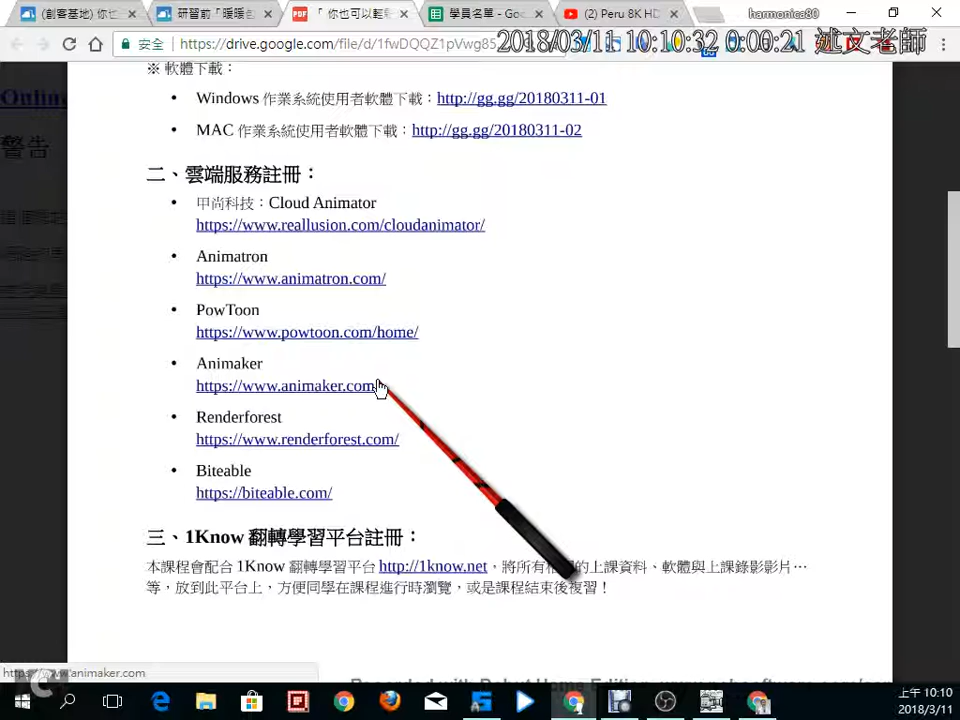 (創客基地) 你也
研習前「暖暖包
PDF 「 你也可以輕鬆
學員名單 - Goo
(2) Peru 8K HD
harmonica80
安全 https://drive.google.com/file/d/1fwDQQZ1pVwg85
2018/03/11 10:10:32 0:00:21 述文老師
Online
警告
※ 軟體下載：
• Windows 作業系統使用者軟體下載：http://gg.gg/20180311-01
• MAC 作業系統使用者軟體下載；http://gg.gg/20180311-02
二、雲端服務註冊：
• 甲尚科技：Cloud Animator
https://www.reallusion.com/cloudanimator/
• Animatron
https://www.animatron.com/
• PowToon
https://www.powtoon.com/home/
• Animaker
https://www.animaker.com
• Renderforest
https://www.renderforest.com/
• Biteable
https://biteable.com/
三、1Know 翻轉學習平台註冊：
本課程會配合 1Know 翻轉學習平台 http://1know.net，將所有相的上課資料、軟體與上課錄影影片…
等，放到此平台上，方便同學在課程進行時瀏覽，或是課程結束後複習！
https://www.animaker.com
上午 10:10
2018/3/11